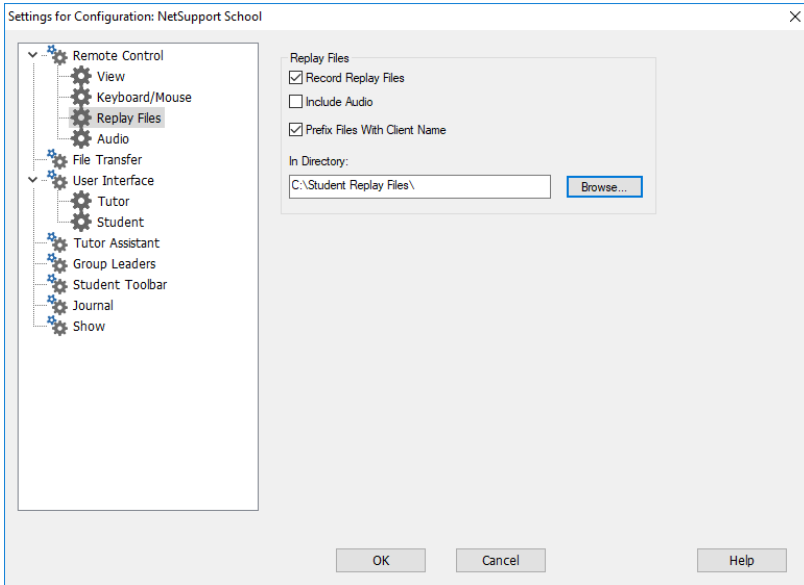 Settings for Configuration: NetSupport School
Remote Control
View
Keyboard/Mouse
Replay Files
Audio
File Transfer
User Interface
Tutor
Student
Tutor Assistant
Group Leaders
Student Toolbar
Journal
Show
Replay Files
Record Replay Files
Include Audio
Prefix Files With Client Name
In Directory:
C:\Student Replay Files\
Browse...
OK
Cancel
Help